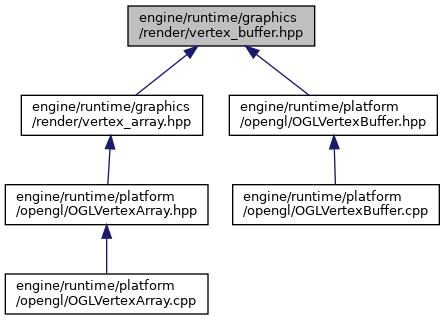 engine/runtime/graphics
/render/vertex_buffer.hpp
engine/runtime/graphics
/render/vertex_array.hpp
engine/runtime/platform
/opengl/OGLVertexBuffer.hpp
engine/runtime/platform
/opengl/OGLVertexArray.hpp
engine/runtime/platform
/opengl/OGLVertexBuffer.cpp
engine/runtime/platform
/opengl/OGLVertexArray.cpp